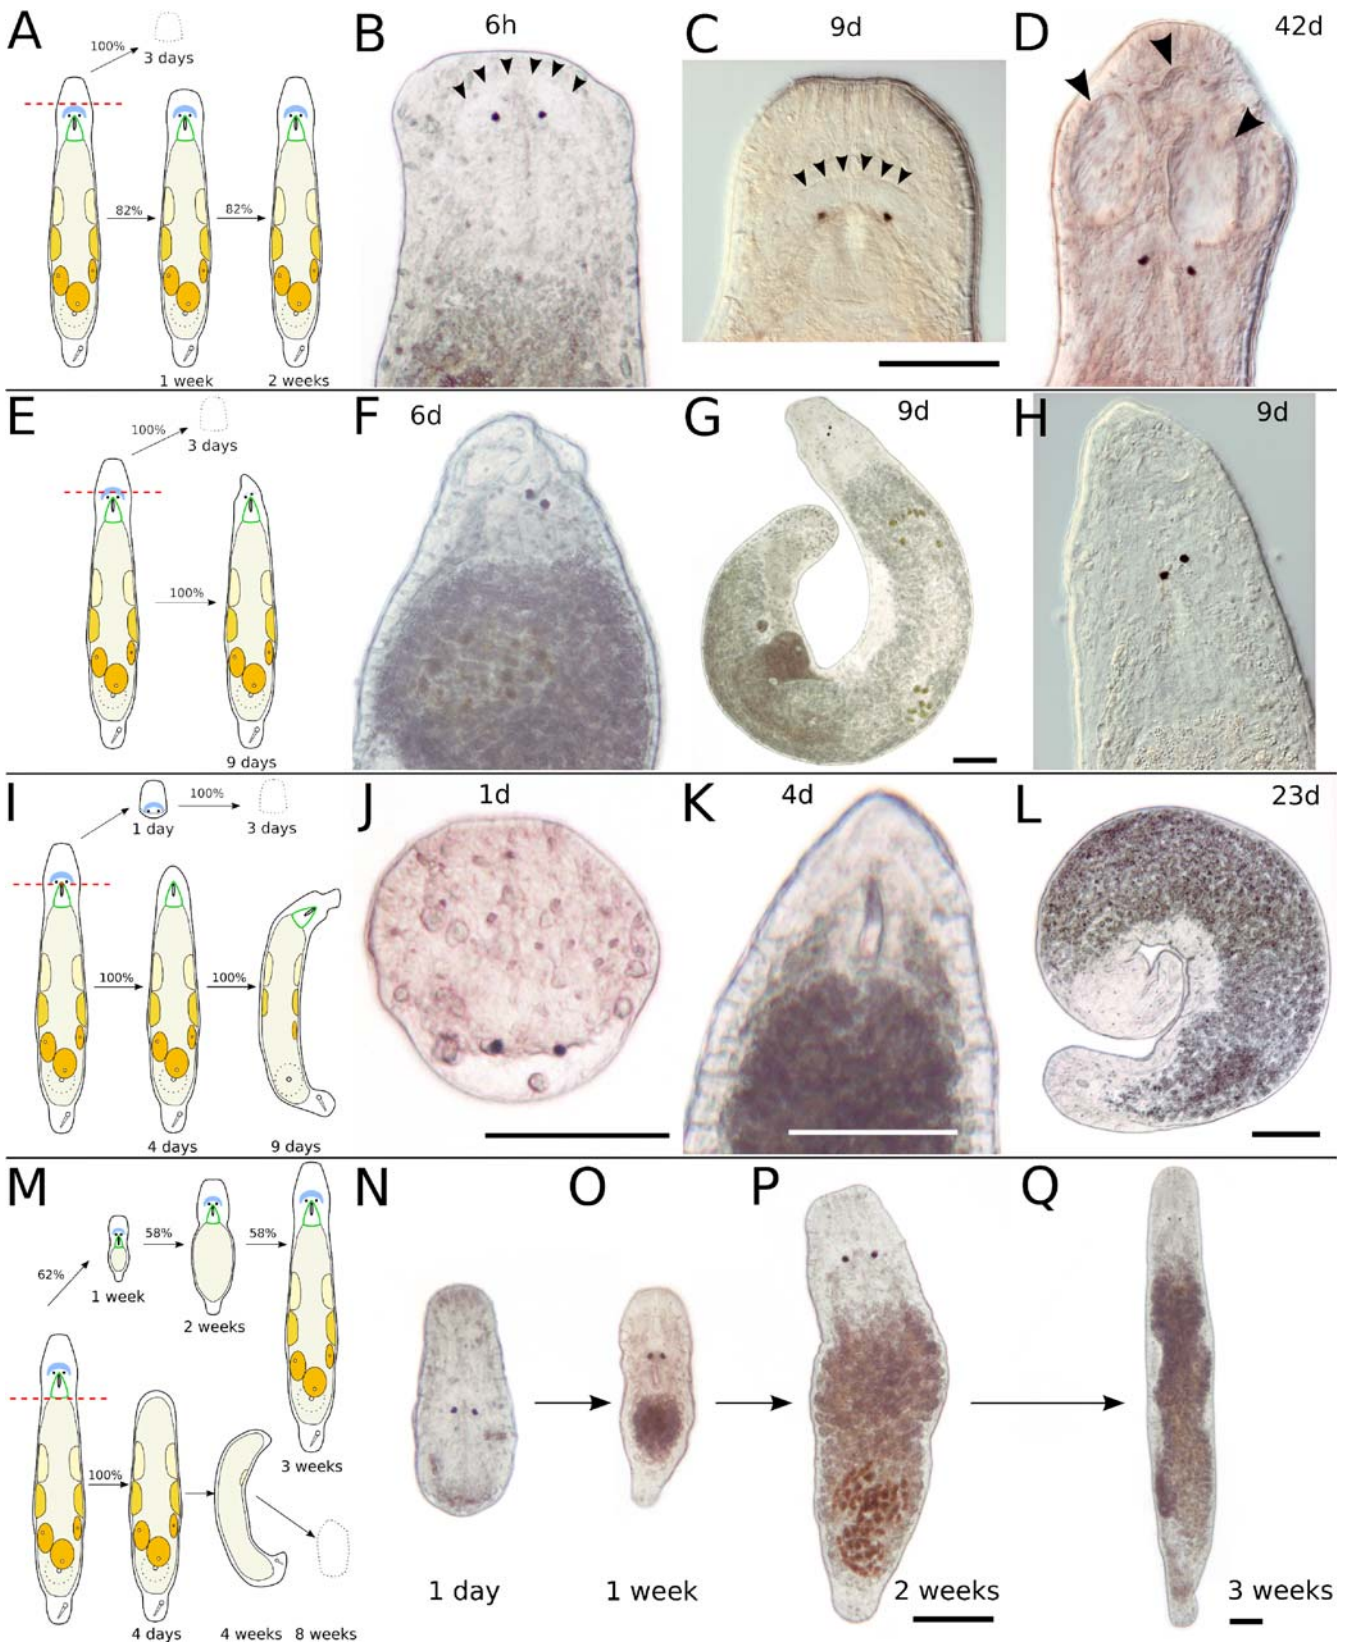 A
100%
3 days
82%
82%
1 week
2 weeks
B
6h
C
9d
D
42d
E
100%
3 days
100%
9 days
F
6d
G
9d
H
9d
I
1 day
100%
3 days
100%
100%
4 days
9 days
J
1d
K
4d
L
23d
M
62%
1 week
58%
2 weeks
58%
3 weeks
100%
4 days
4 weeks
8 weeks
N
1 day
O
1 week
P
2 weeks
Q
3 weeks